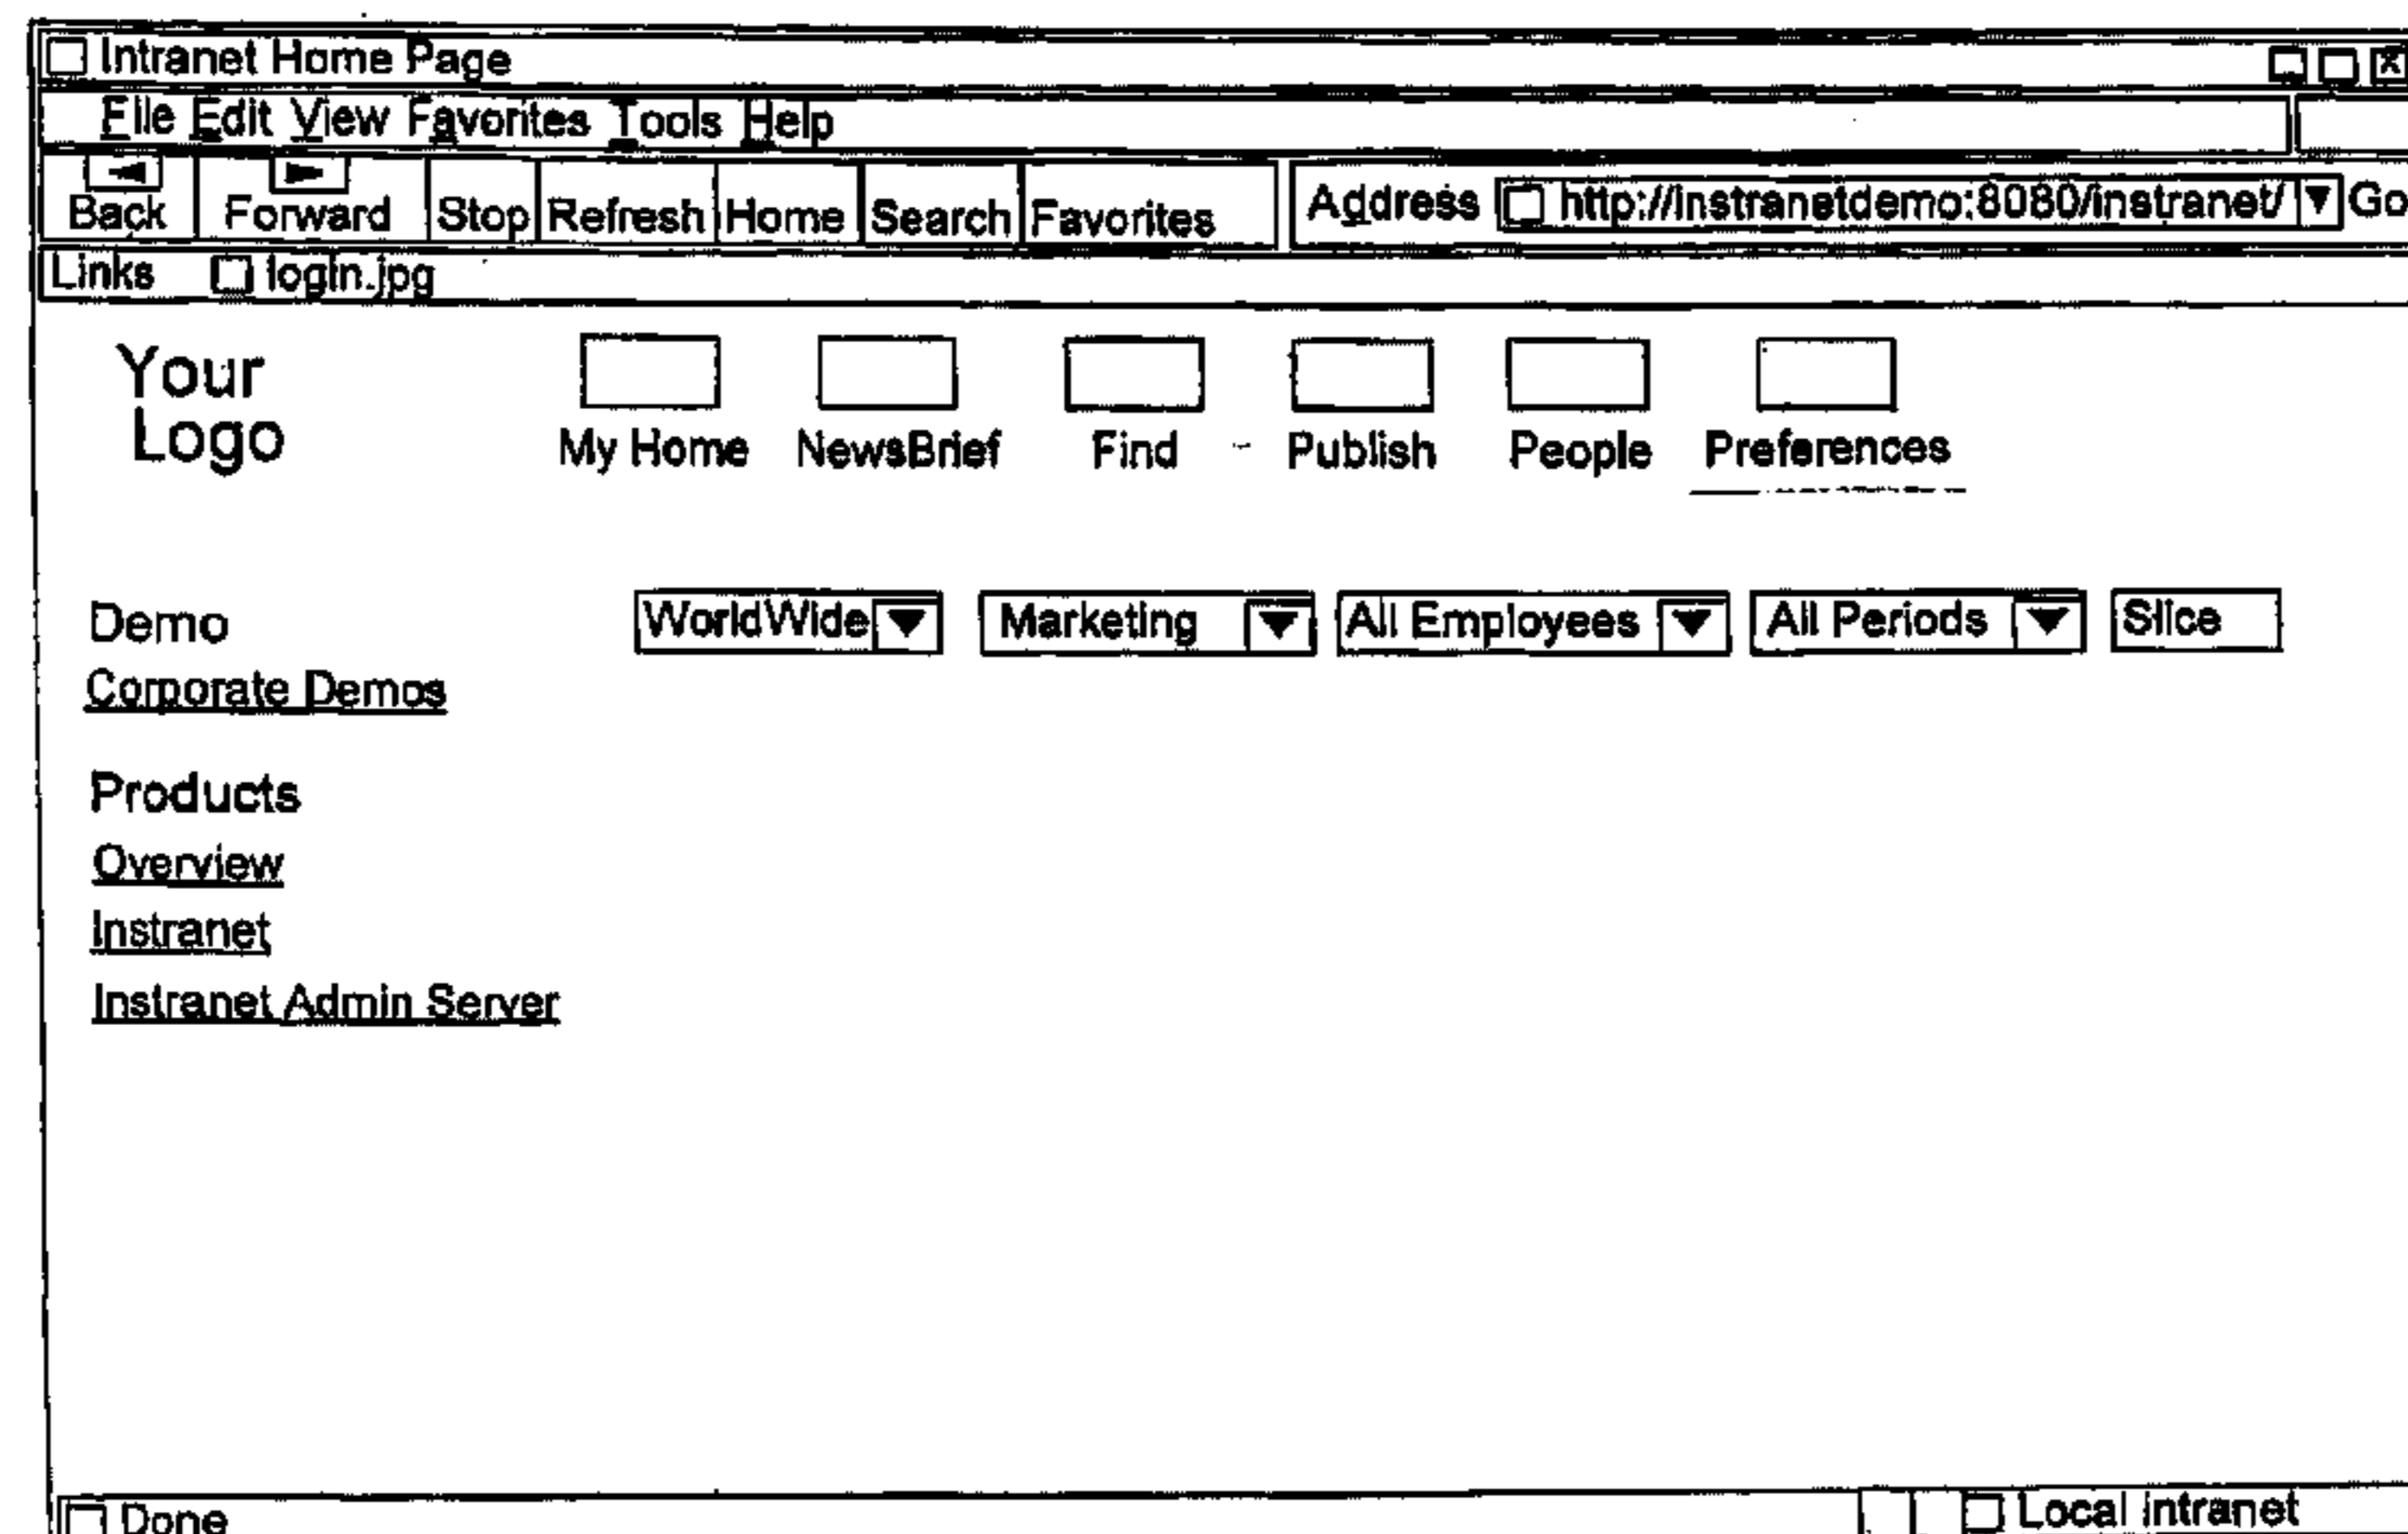 Intranet Home Page
File Edit View Favorites Tools Help
Back Forward Stop Refresh Home Search Favorites Address http://instranetdemo:8080/instranet/ Go
Links login.jpg
Your
Logo
My Home NewsBrief Find Publish People Preferences
Demo WorldWide Marketing All Employees All Periods Slice
Corporate Demos
Products
Overview
Instranet
Instranet Admin Server
Done Local intranet